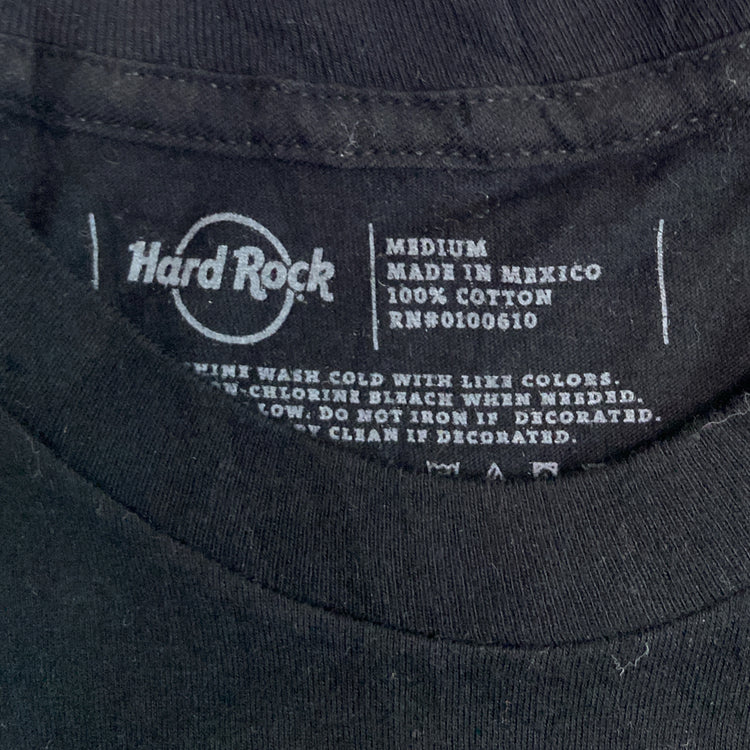 Hard Rock
MEDIUM
MADE IN MEXICO
100% COTTON
RN#0100610
WASH COLD WITH LIKE COLORS.
CHLORINE BLEACH WHEN NEEDED.
LOW. DO NOT IRON IF DECORATED.
CLEAN IF DECORATED.